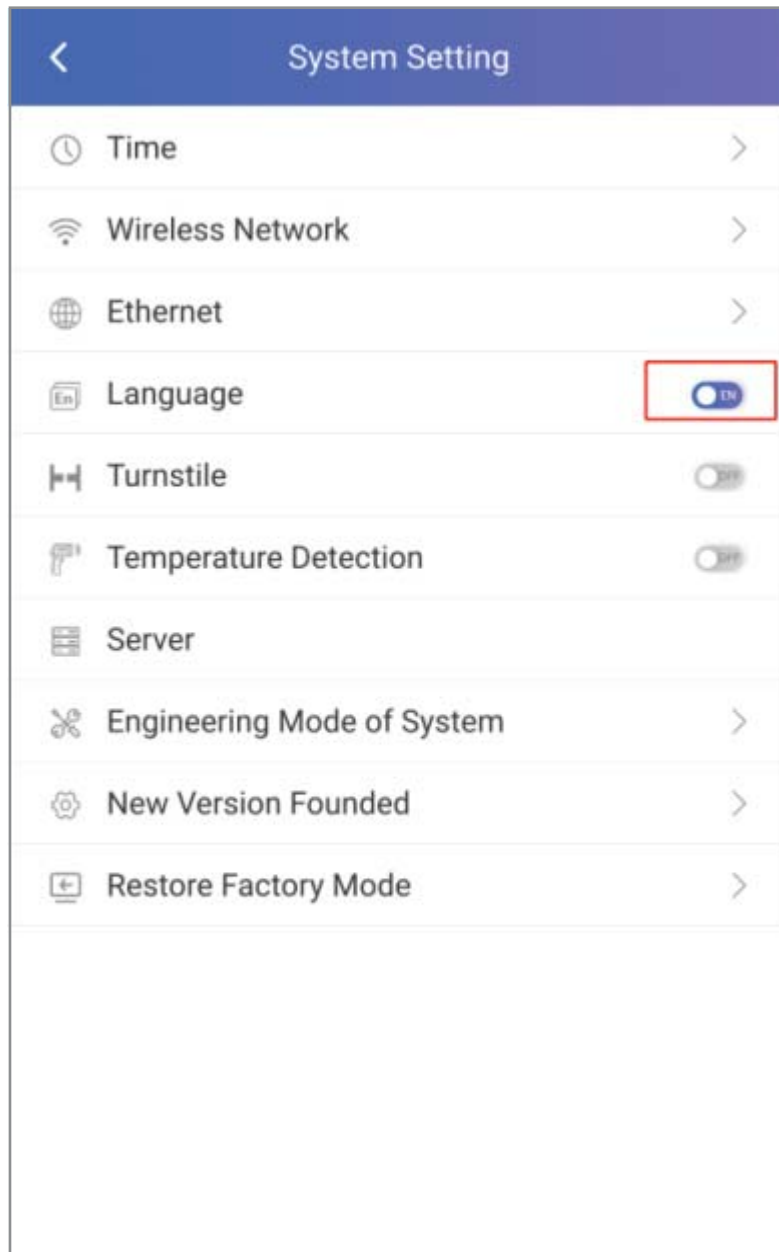 System Setting
Time
Wireless Network
Ethernet
En Language EN
Turnstile OFF
Temperature Detection OFF
Server
Engineering Mode of System
New Version Founded
Restore Factory Mode